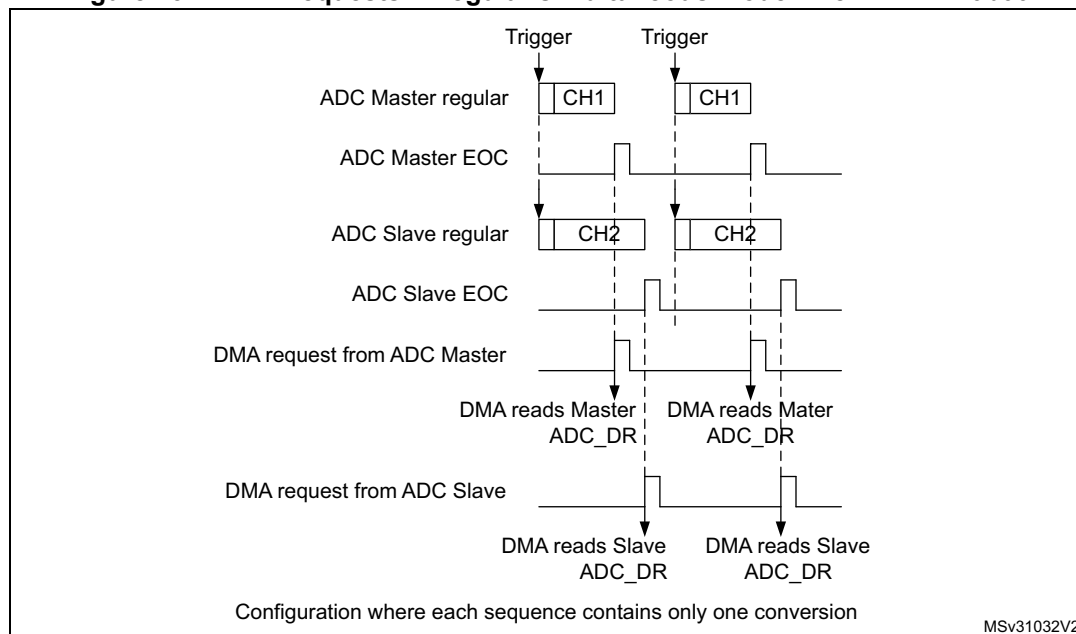 Trigger Trigger
ADC Master regular CH1 CH1
ADC Master EOC
ADC Slave regular CH2 CH2
ADC Slave EOC
DMA request from ADC Master
DMA reads Master DMA reads Mater
ADC_DR ADC_DR
DMA request from ADC Slave
DMA reads Slave DMA reads Slave
ADC_DR ADC_DR
Configuration where each sequence contains only one conversion
MSv31032V2